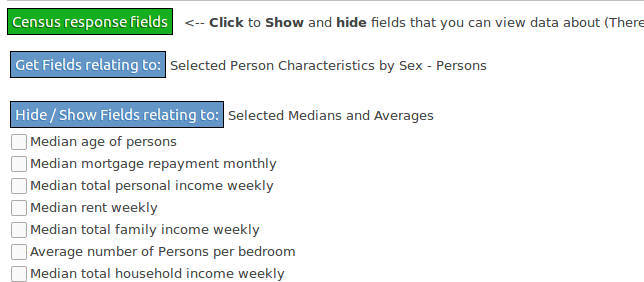 Census response fields <-- Click to Show and hide fields that you can view data about (There
Get Fields relating to: Selected Person Characteristics by Sex - Persons
Hide / Show Fields relating to: Selected Medians and Averages
Median age of persons
Median mortgage repayment monthly
Median total personal income weekly
Median rent weekly
Median total family income weekly
Average number of Persons per bedroom
Median total household income weekly